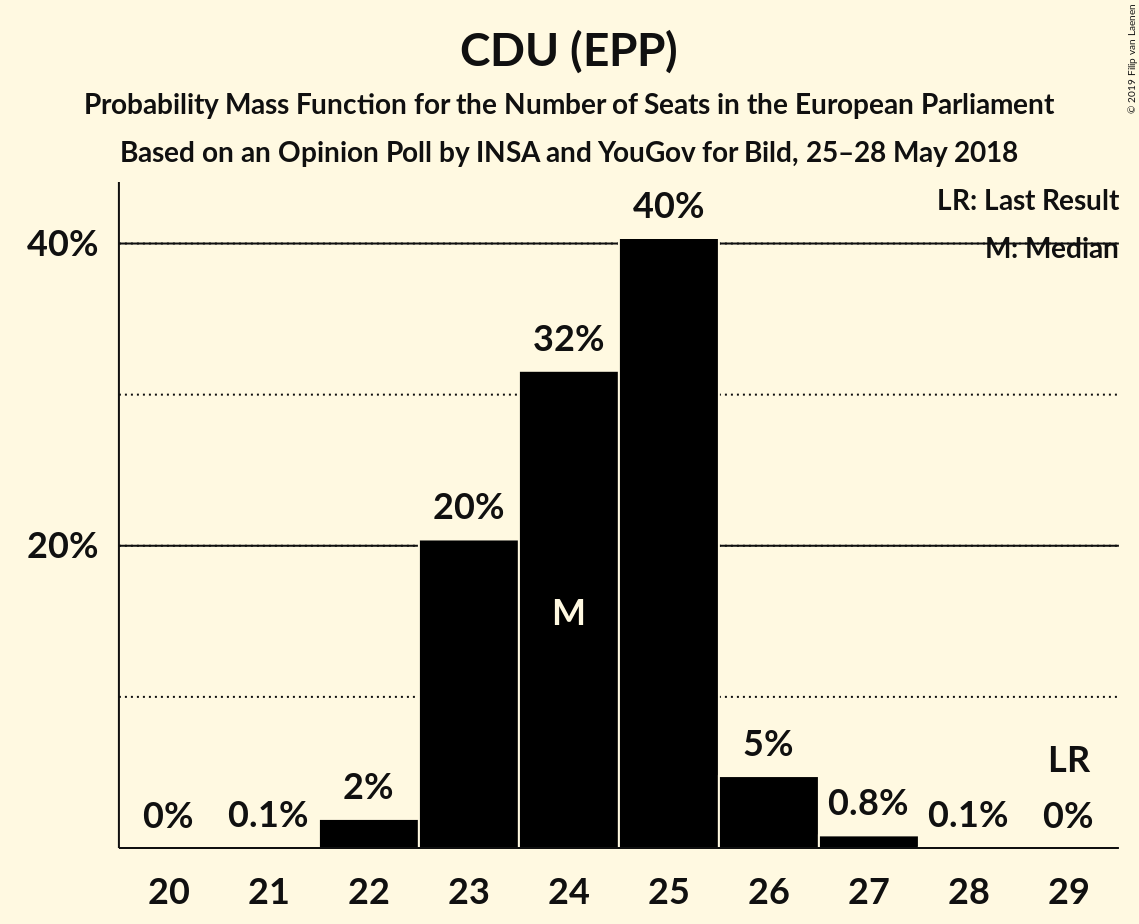 CDU (EPP)
Probability Mass Function for the Number of Seats in the European Parliament
Based on an Opinion Poll by INSA and YouGov for Bild, 25–28 May 2018
© 2019 Filip van Laenen
LR: Last Result
M: Median
40%
20%
0%
0.1%
2%
20%
32%
40%
5%
0.8%
0.1%
0%
LR
M
20 21 22 23 24 25 26 27 28 29